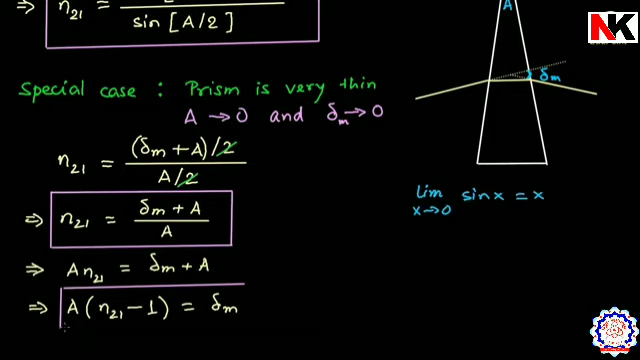 ⇒ n₂₁ = 2 / sin [A/2]
NK
A
Special case : Prism is very thin
A → 0 and δₘ → 0
δₘ
n₂₁ = (δₘ + A)/2 / A/2
⇒ n₂₁ = δₘ + A / A
lim x→0 sin x = x
⇒ A n₂₁ = δₘ + A
⇒ A ( n₂₁ − 1 ) = δₘ